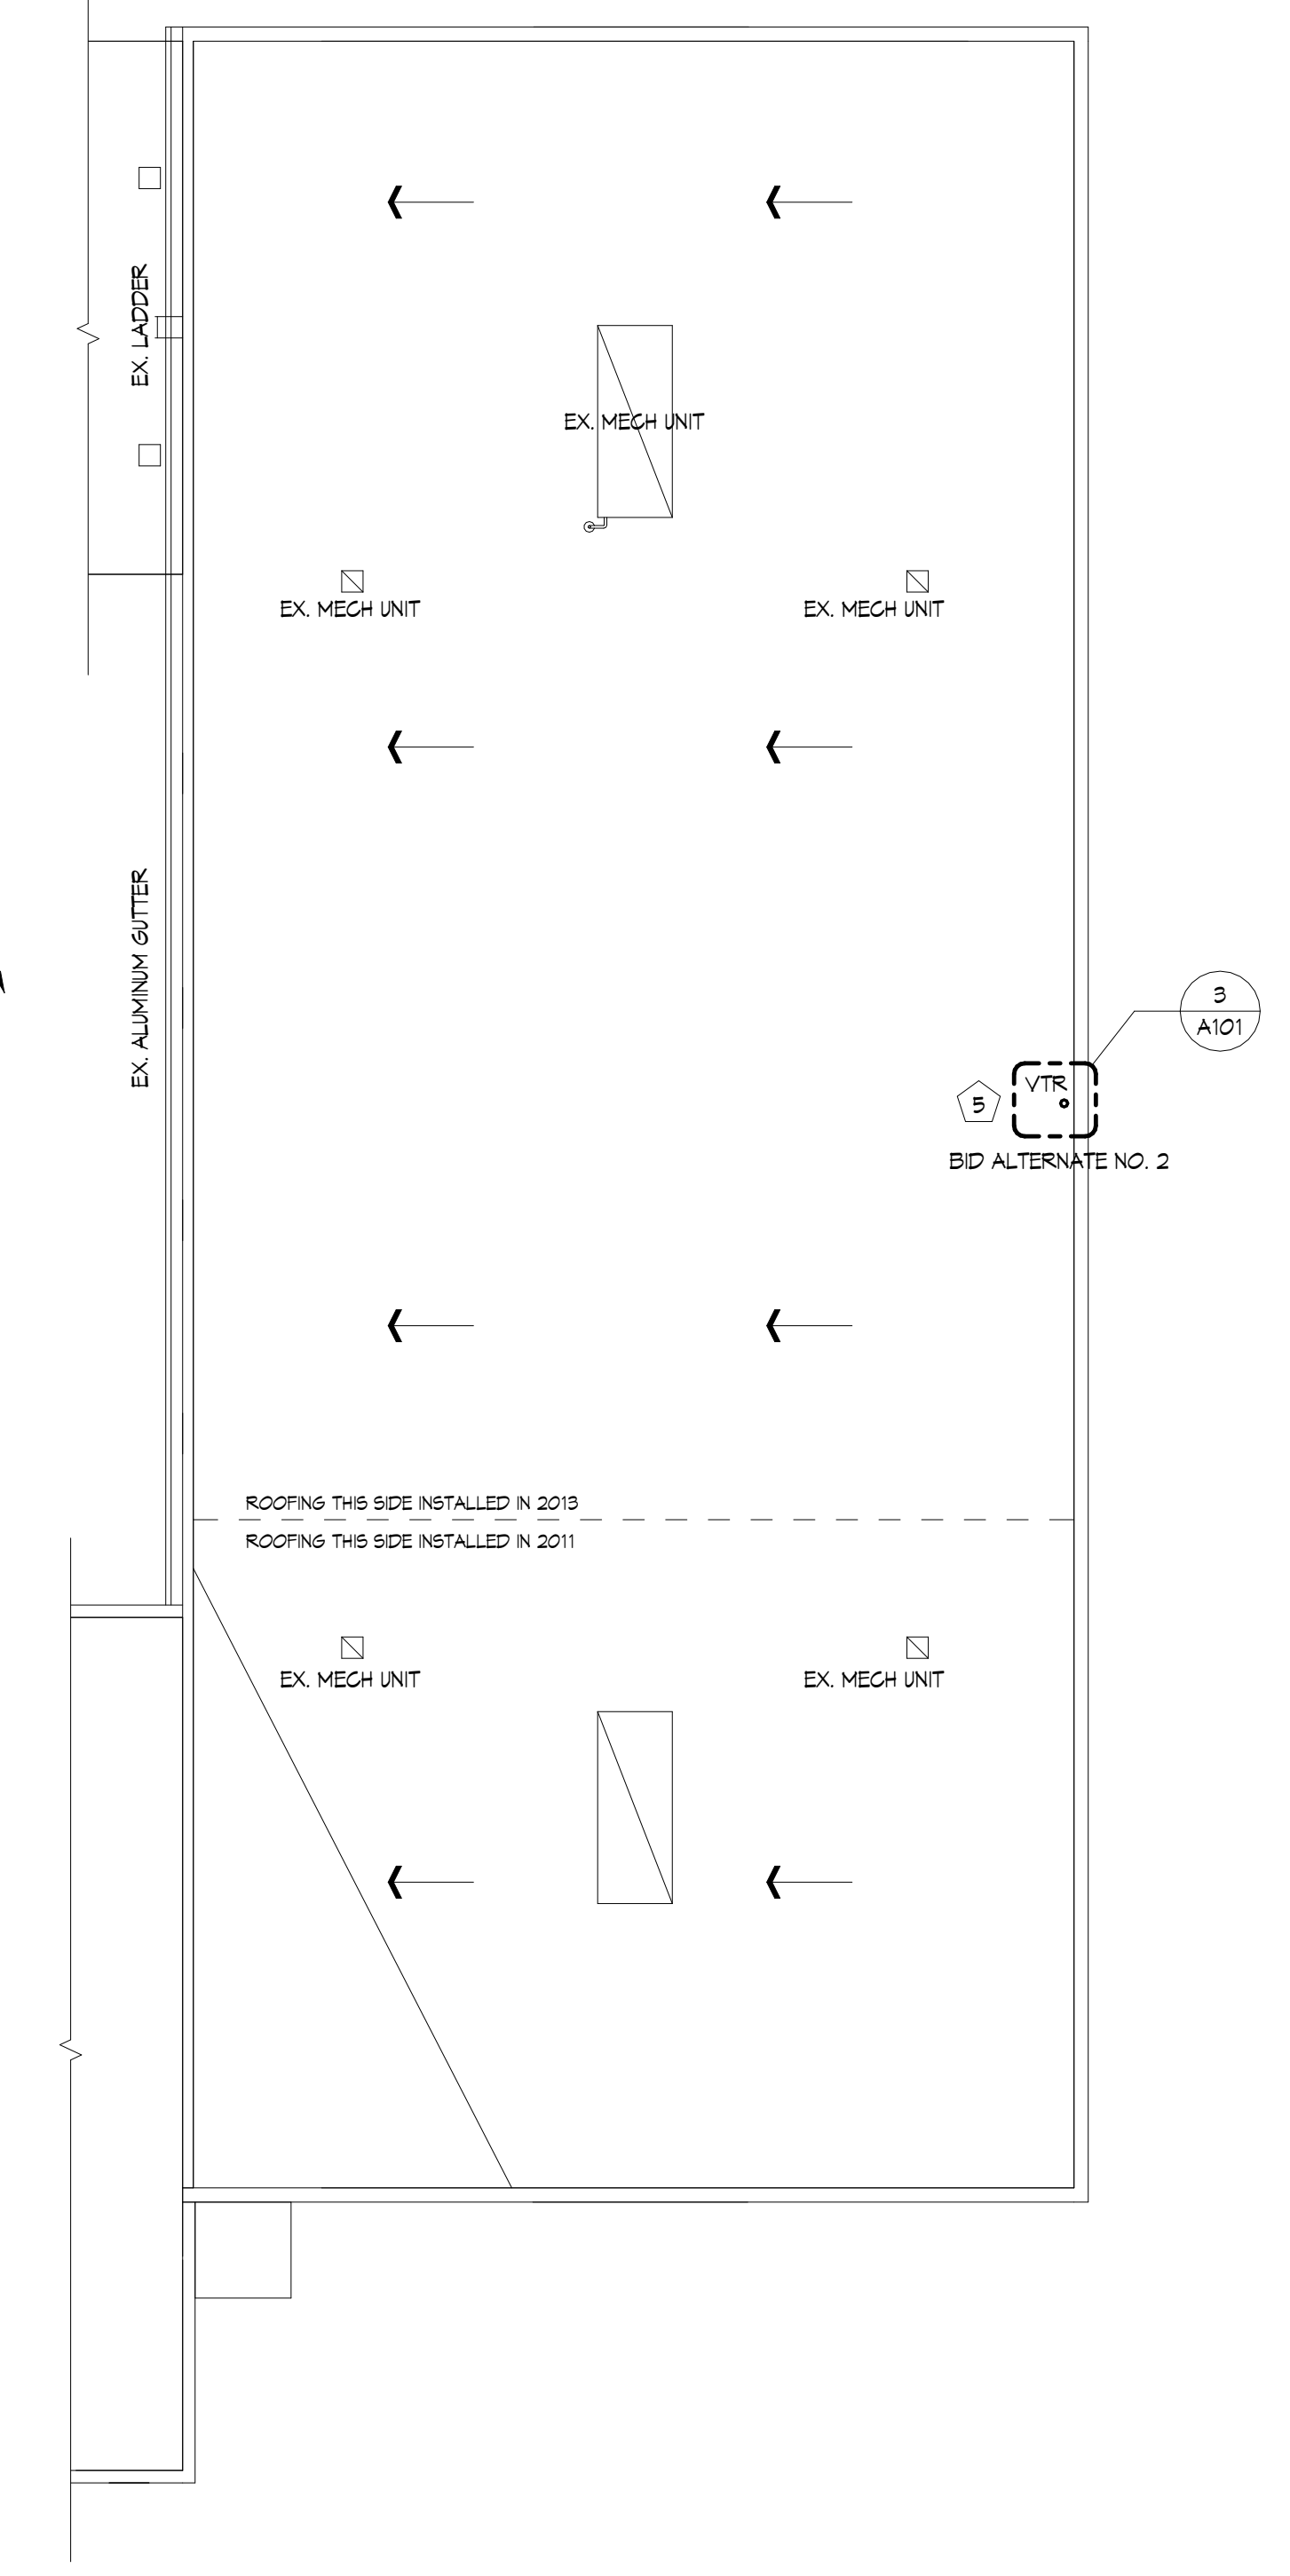 EX. LADDER
EX. MECH UNIT
EX. MECH UNIT
EX. MECH UNIT
EX. ALUMINUM GUTTER
3
A101
VTR
5
BID ALTERNATE NO. 2
ROOFING THIS SIDE INSTALLED IN 2013
ROOFING THIS SIDE INSTALLED IN 2011
EX. MECH UNIT
EX. MECH UNIT